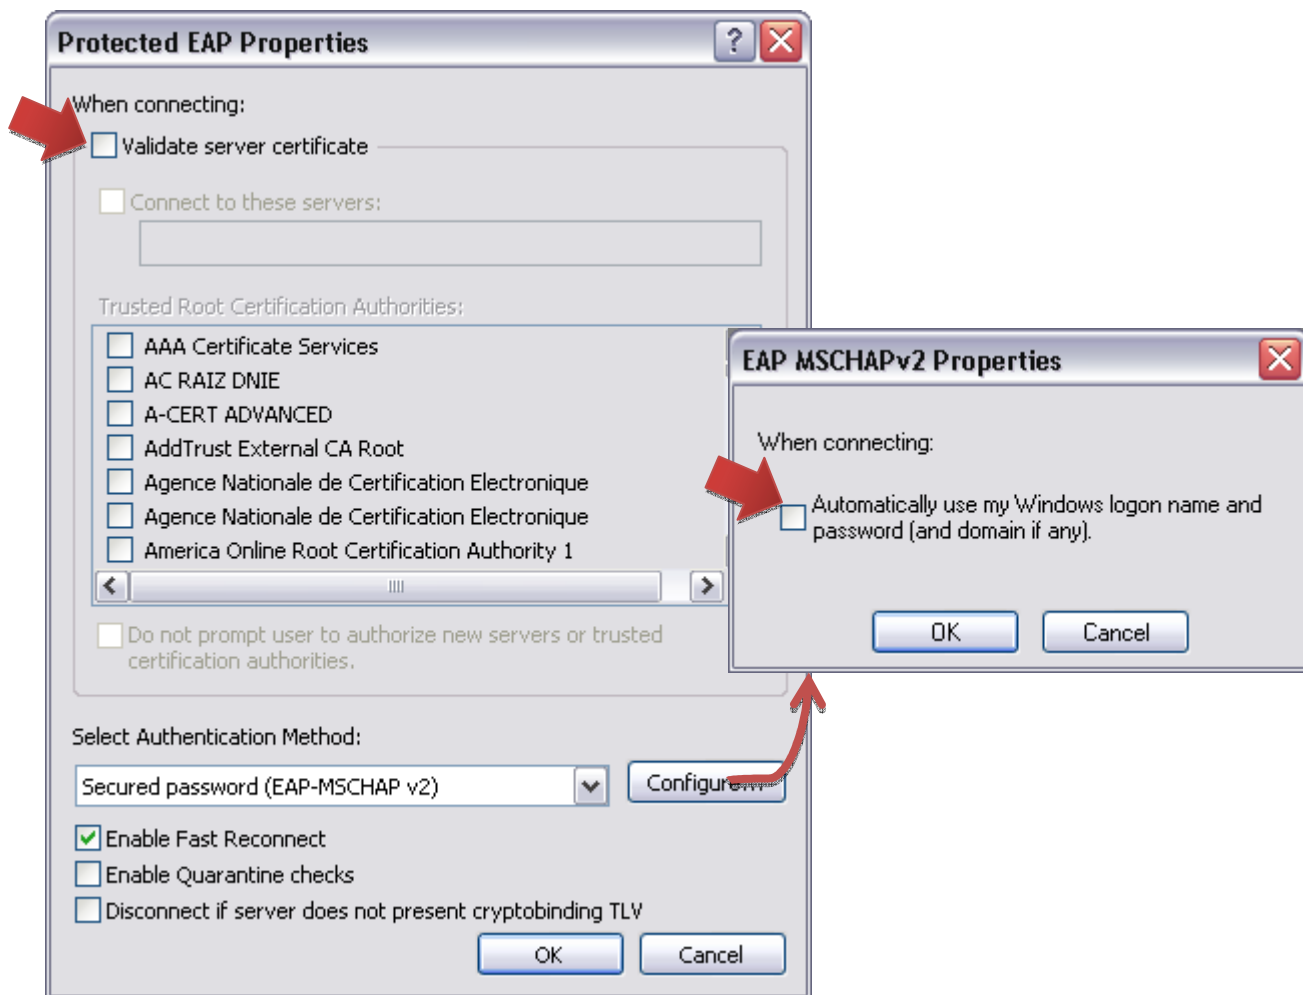 Protected EAP Properties
?
When connecting:
Validate server certificate
Connect to these servers:
Trusted Root Certification Authorities:
AAA Certificate Services
AC RAIZ DNIE
A-CERT ADVANCED
AddTrust External CA Root
Agence Nationale de Certification Electronique
Agence Nationale de Certification Electronique
America Online Root Certification Authority 1
Do not prompt user to authorize new servers or trusted
certification authorities.
Select Authentication Method:
Secured password (EAP-MSCHAP v2)
Configure...
Enable Fast Reconnect
Enable Quarantine checks
Disconnect if server does not present cryptobinding TLV
OK
Cancel
EAP MSCHAPv2 Properties
When connecting:
Automatically use my Windows logon name and
password (and domain if any).
OK
Cancel